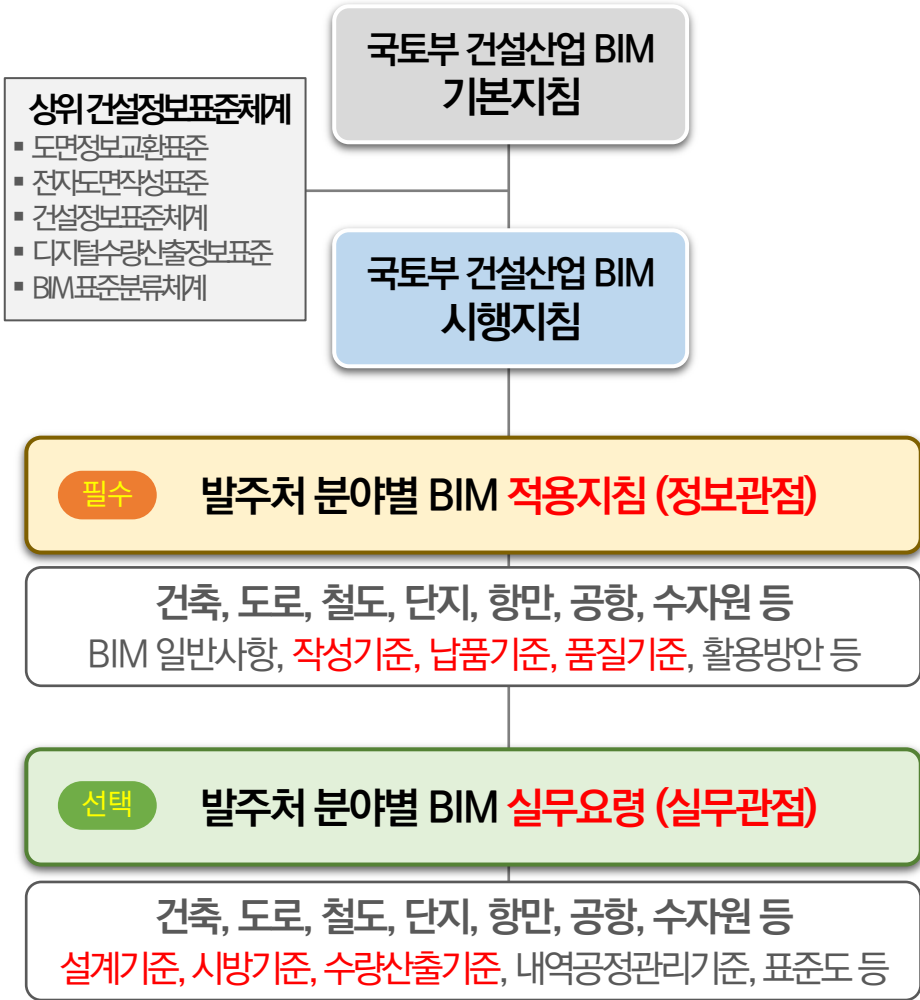 국토부 건설산업 BIM
기본지침
상위 건설정보표준체계
▪ 도면정보교환표준
▪ 전자도면작성표준
▪ 건설정보표준체계
▪ 디지털수량산출정보표준
▪ BIM 표준분류체계
국토부 건설산업 BIM
시행지침
필수 발주처 분야별 BIM 적용지침 (정보관점)
건축, 도로, 철도, 단지, 항만, 공항, 수자원 등
BIM 일반사항, 작성기준, 납품기준, 품질기준, 활용방안 등
선택 발주처 분야별 BIM 실무요령 (실무관점)
건축, 도로, 철도, 단지, 항만, 공항, 수자원 등
설계기준, 시방기준, 수량산출기준, 내역공정관리기준, 표준도 등